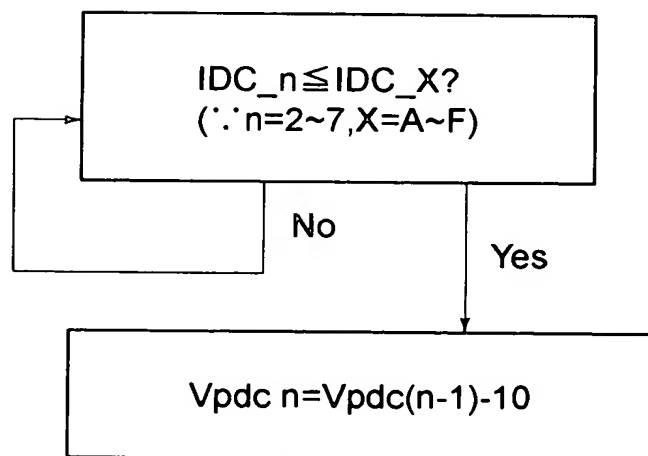 IDC_n≦IDC_X?
(∵n=2~7,X=A~F)
No
Yes
Vpdc n=Vpdc(n-1)-10